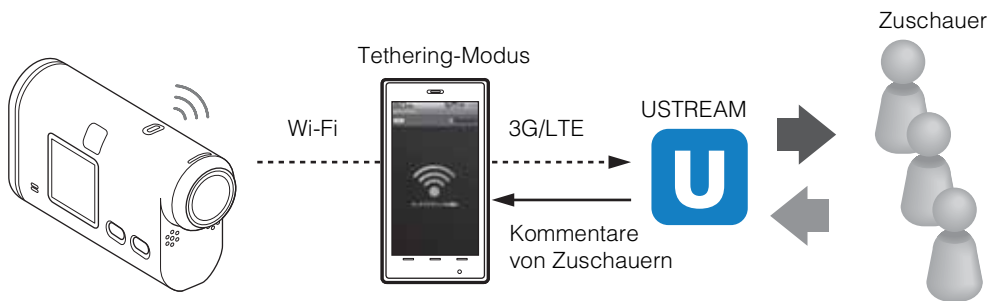 Zuschauer
Tethering-Modus
Wi-Fi
3G/LTE
USTREAM
U
Kommentare
von Zuschauern